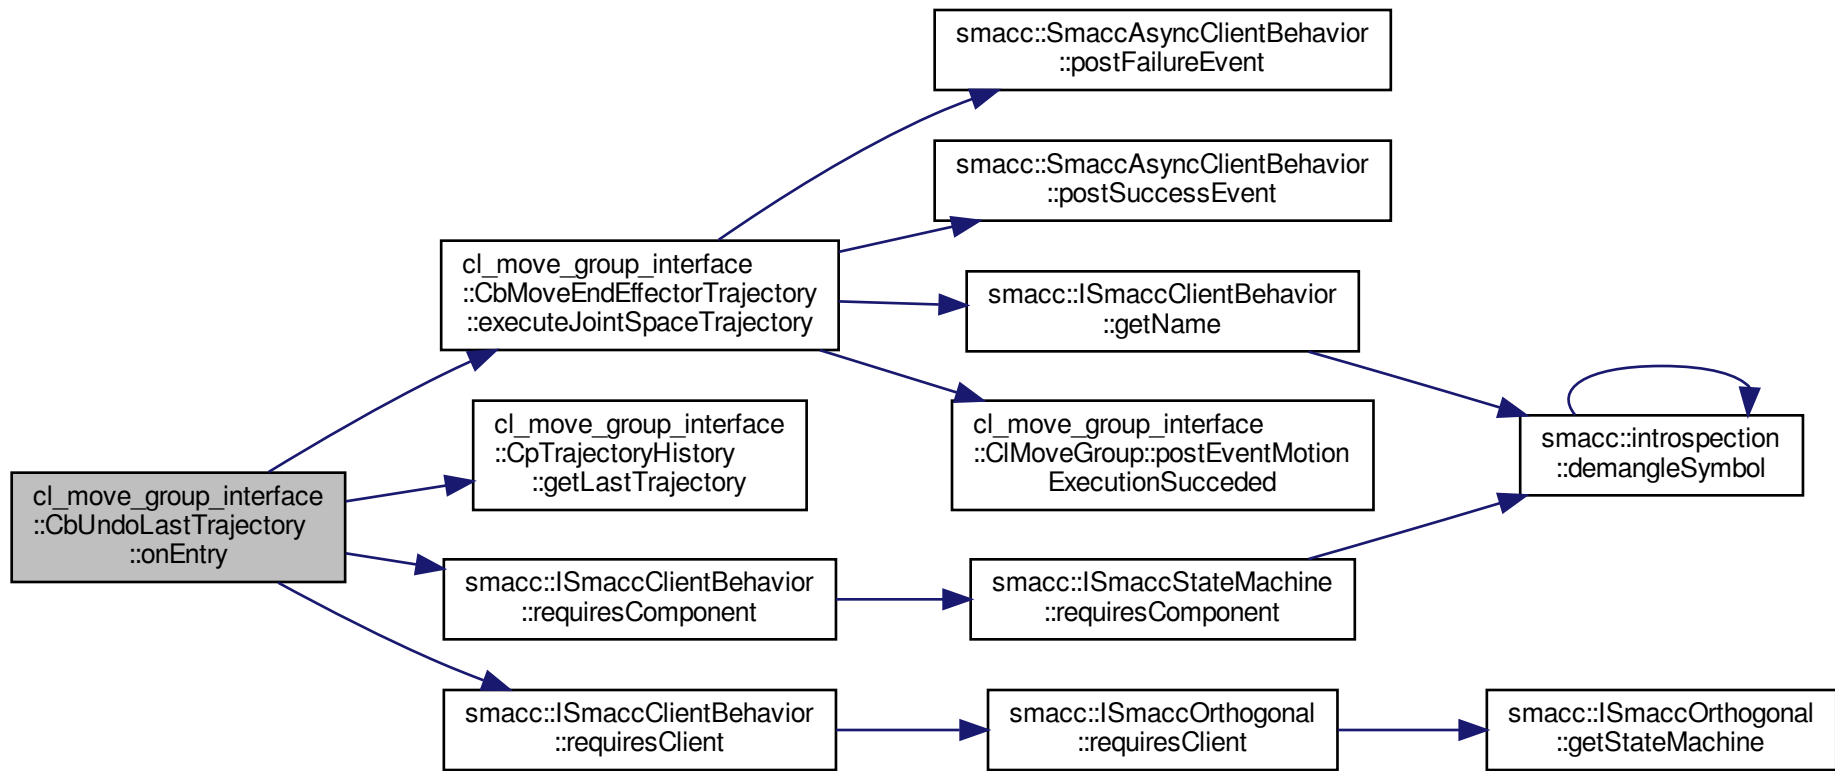 smacc::SmaccAsyncClientBehavior
::postFailureEvent
smacc::SmaccAsyncClientBehavior
::postSuccessEvent
cl_move_group_interface
::CbMoveEndEffectorTrajectory
::executeJointSpaceTrajectory
smacc::ISmaccClientBehavior
::getName
cl_move_group_interface
::CpTrajectoryHistory
::getLastTrajectory
cl_move_group_interface
::ClMoveGroup::postEventMotion
ExecutionSucceded
smacc::introspection
::demangleSymbol
cl_move_group_interface
::CbUndoLastTrajectory
::onEntry
smacc::ISmaccClientBehavior
::requiresComponent
smacc::ISmaccStateMachine
::requiresComponent
smacc::ISmaccClientBehavior
::requiresClient
smacc::ISmaccOrthogonal
::requiresClient
smacc::ISmaccOrthogonal
::getStateMachine